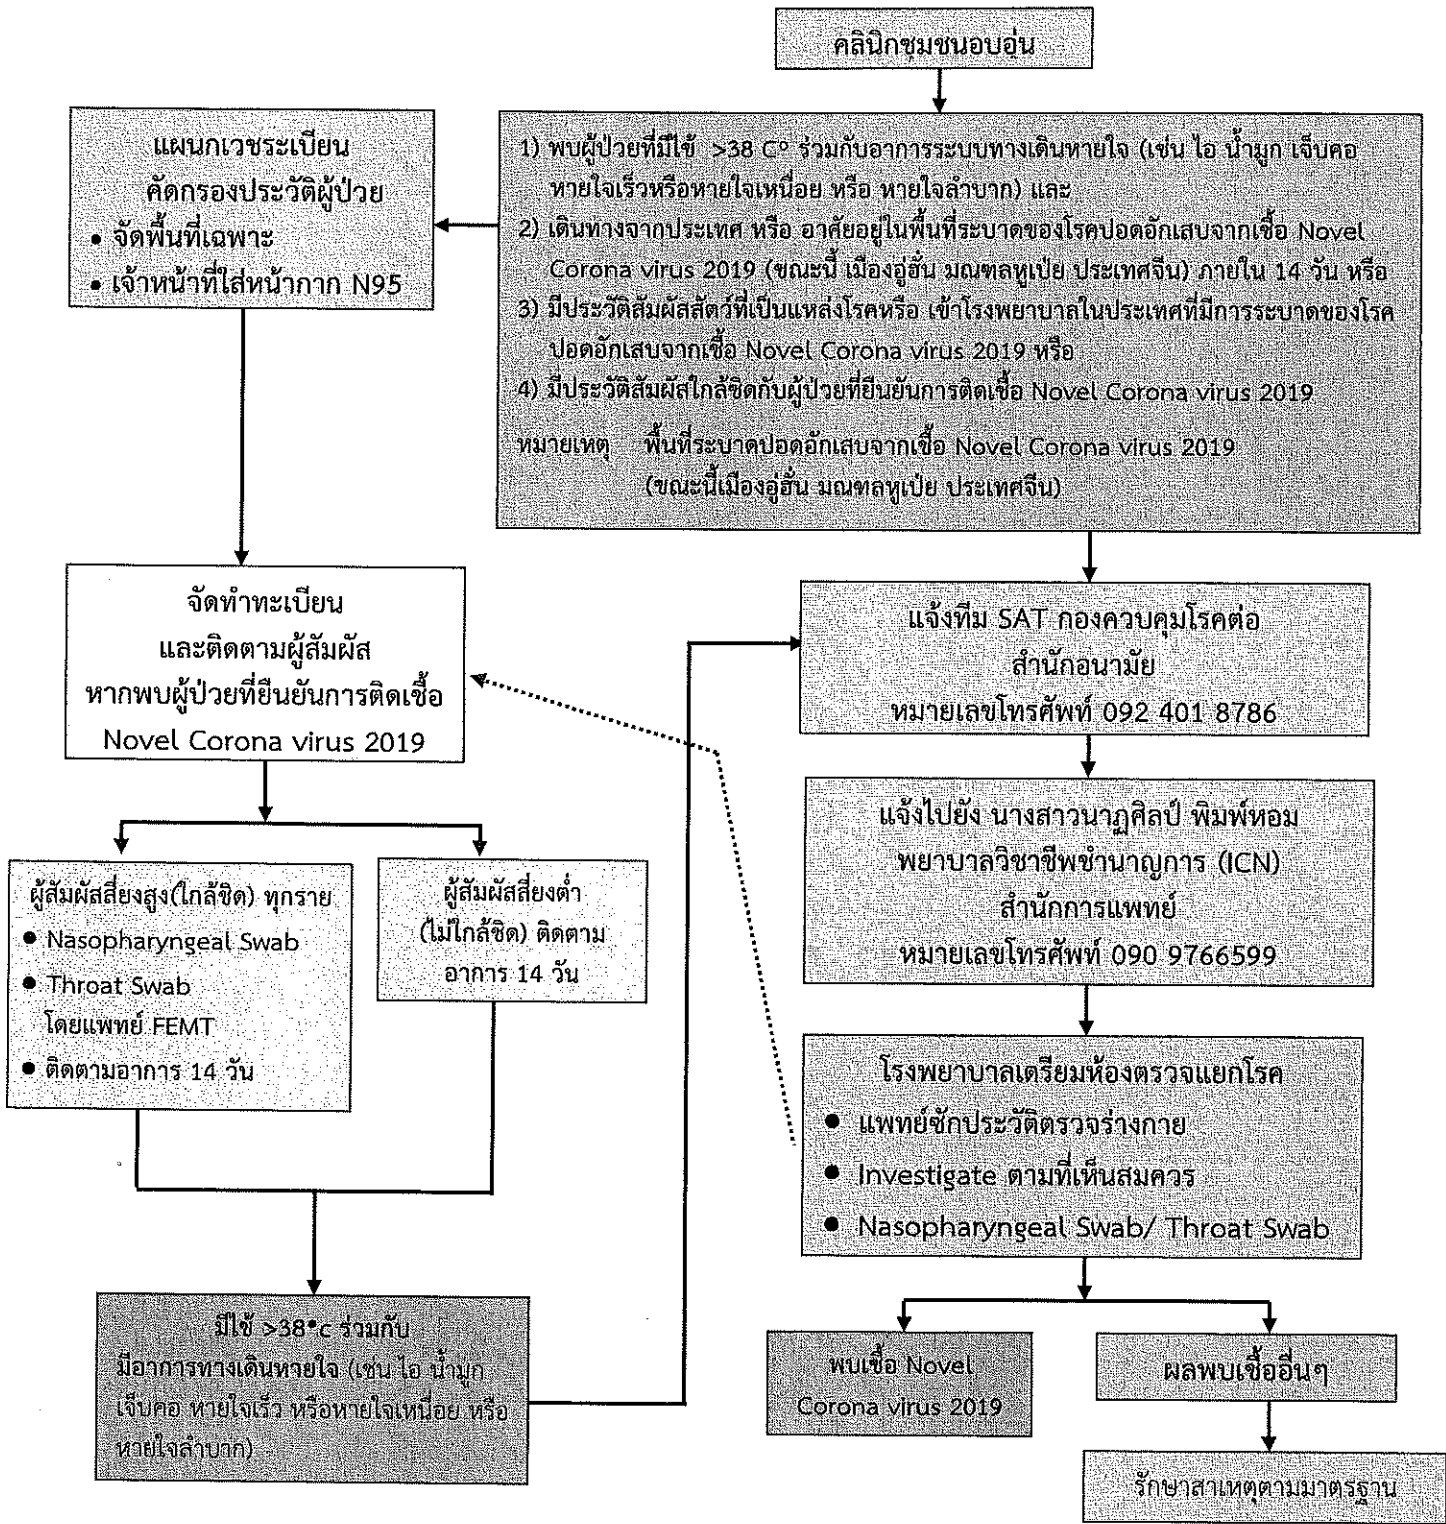 คลินิกชุมชนอบอุ่น
แผนกเวชระเบียน
คัดกรองประวัติผู้ป่วย
• จัดพื้นที่เฉพาะ
• เจ้าหน้าที่ใส่หน้ากาก N95
1) พบผู้ป่วยที่มีไข้ >38 C° ร่วมกับอาการระบบทางเดินหายใจ (เช่น ไอ น้ำมูก เจ็บคอ
หายใจเร็วหรือหายใจเหนื่อย หรือ หายใจลำบาก) และ
2) เดินทางจากประเทศ หรือ อาศัยอยู่ในพื้นที่ระบาดของโรคปอดอักเสบจากเชื้อ Novel
Corona virus 2019 (ขณะนี้ เมืองอู่ฮั่น มณฑลหูเป่ย ประเทศจีน) ภายใน 14 วัน หรือ
3) มีประวัติสัมผัสสัตว์ที่เป็นแหล่งโรคหรือ เข้าโรงพยาบาลในประเทศที่มีการระบาดของโรค
ปอดอักเสบจากเชื้อ Novel Corona virus 2019 หรือ
4) มีประวัติสัมผัสใกล้ชิดกับผู้ป่วยที่ยืนยันการติดเชื้อ Novel Corona virus 2019
หมายเหตุ พื้นที่ระบาดปอดอักเสบจากเชื้อ Novel Corona virus 2019
(ขณะนี้เมืองอู่ฮั่น มณฑลหูเป่ย ประเทศจีน)
จัดทำทะเบียน
และติดตามผู้สัมผัส
หากพบผู้ป่วยที่ยืนยันการติดเชื้อ
Novel Corona virus 2019
แจ้งทีม SAT กองควบคุมโรคต่อ
สำนักอนามัย
หมายเลขโทรศัพท์ 092 401 8786
แจ้งไปยัง นางสาวนาฏศิลป์ พิมพ์หอม
พยาบาลวิชาชีพชำนาญการ (ICN)
สำนักการแพทย์
หมายเลขโทรศัพท์ 090 9766599
ผู้สัมผัสสี่ยงสูง(ใกล้ชิด) ทุกราย
• Nasopharyngeal Swab
• Throat Swab
โดยแพทย์ FEMT
• ติดตามอาการ 14 วัน
ผู้สัมผัสสี่ยงต่ำ
(ไม่ใกล้ชิด) ติดตาม
อาการ 14 วัน
โรงพยาบาลเตรียมห้องตรวจแยกโรค
• แพทย์ซักประวัติตรวจร่างกาย
• Investigate ตามที่เห็นสมควร
• Nasopharyngeal Swab/ Throat Swab
มีไข้ >38°c ร่วมกับ
มีอาการทางเดินหายใจ (เชน ไอ น้ำมูก
เจ็บคอ หายใจเร็ว หรือหายใจเหนื่อย หรือ
หายใจลำบาก)
พบเชื้อ Novel
Corona virus 2019
ผลพบเชื้ออื่นๆ
รักษาสาเหตุตามมาตรฐาน